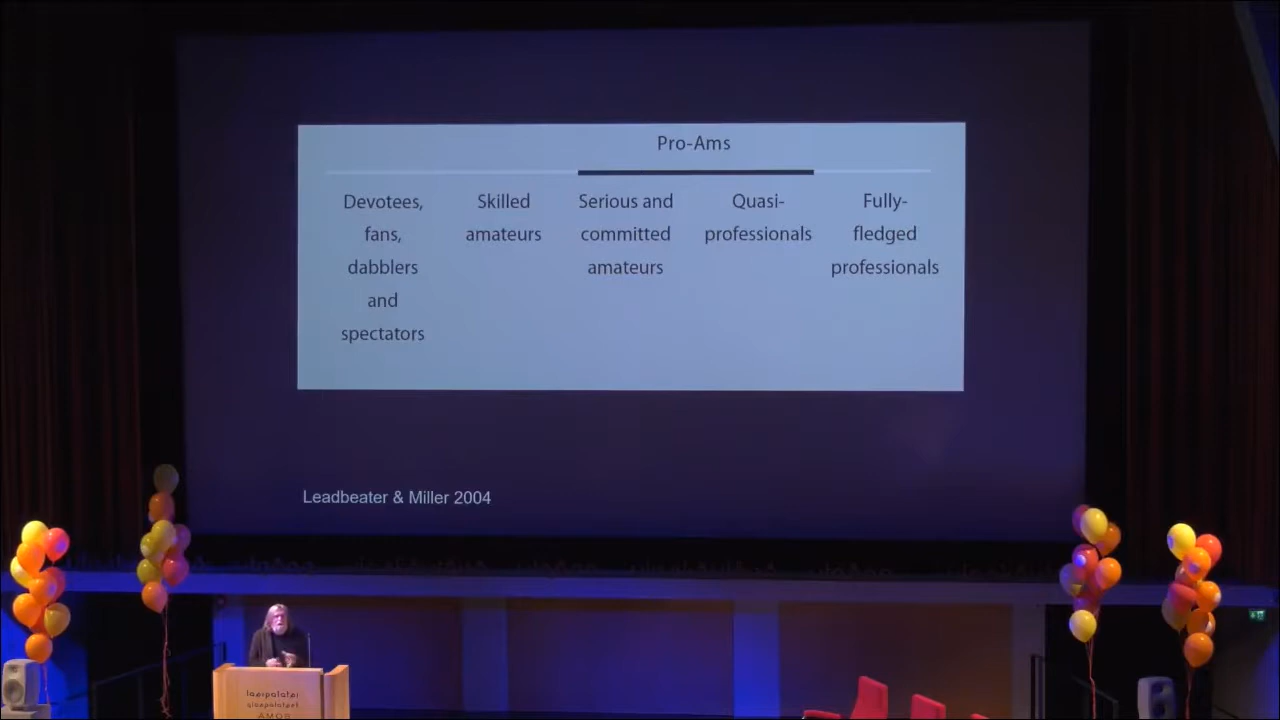 Pro-Ams
Devotees,
fans,
dabblers
and
spectators
Skilled
amateurs
Serious and
committed
amateurs
Quasi-
professionals
Fully-
fledged
professionals
Leadbeater & Miller 2004